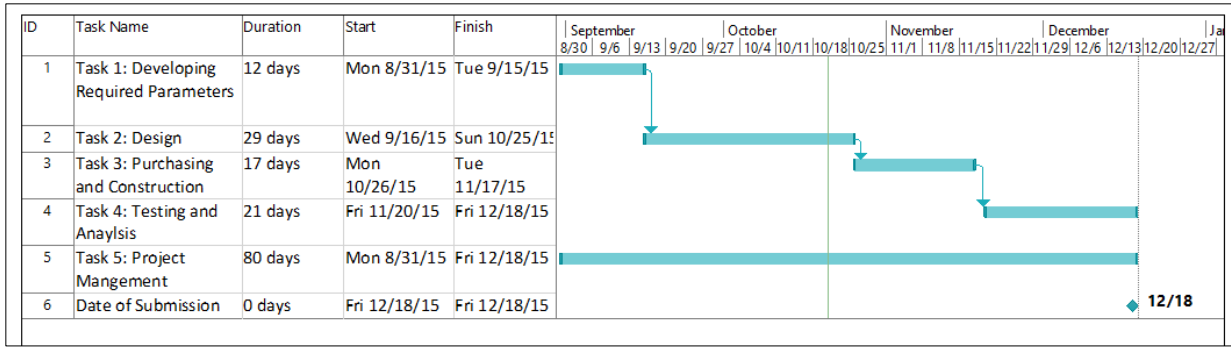 ID Task Name Duration Start Finish September October November December Ja
8/30 9/6 9/13 9/20 9/27 10/4 10/11 10/18 10/25 11/1 11/8 11/15 11/22 11/29 12/6 12/13 12/20 12/27
1 Task 1: Developing 12 days Mon 8/31/15 Tue 9/15/15
Required Parameters
2 Task 2: Design 29 days Wed 9/16/15 Sun 10/25/15
3 Task 3: Purchasing 17 days Mon Tue
and Construction 10/26/15 11/17/15
4 Task 4: Testing and 21 days Fri 11/20/15 Fri 12/18/15
Anaylsis
5 Task 5: Project 80 days Mon 8/31/15 Fri 12/18/15
Mangement
6 Date of Submission 0 days Fri 12/18/15 Fri 12/18/15 12/18